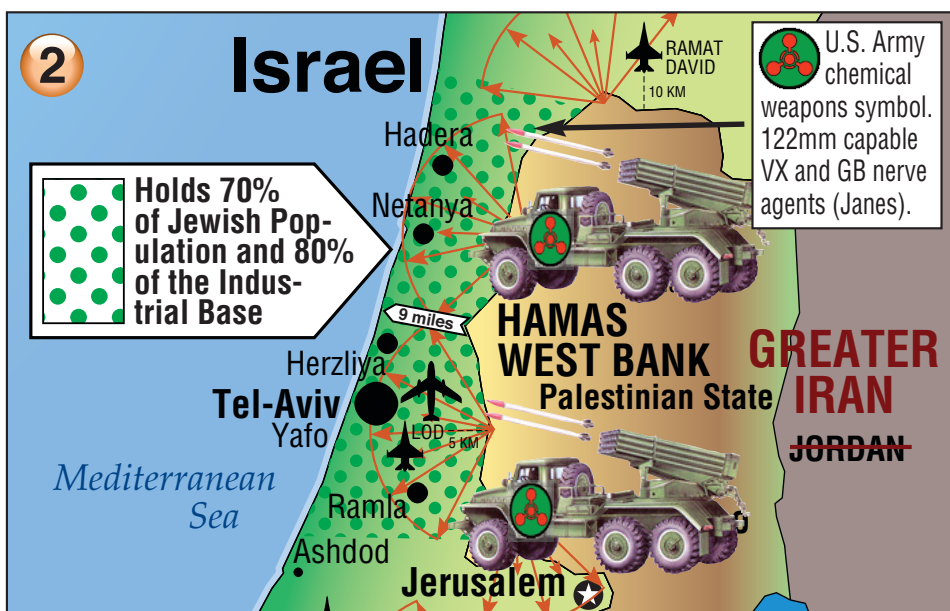 2
Israel
RAMAT
DAVID
10 KM
U.S. Army
chemical
weapons symbol.
122mm capable
VX and GB nerve
agents (Janes).
Hadera
Holds 70%
of Jewish Pop-
ulation and 80%
of the Indus-
trial Base
Netanya
9 miles
HAMAS
WEST BANK
Palestinian State
GREATER
IRAN
JORDAN
Herzliya
Tel-Aviv
Yafo
LOD
5 KM
Mediterranean
Sea
Ramla
Ashdod
Jerusalem